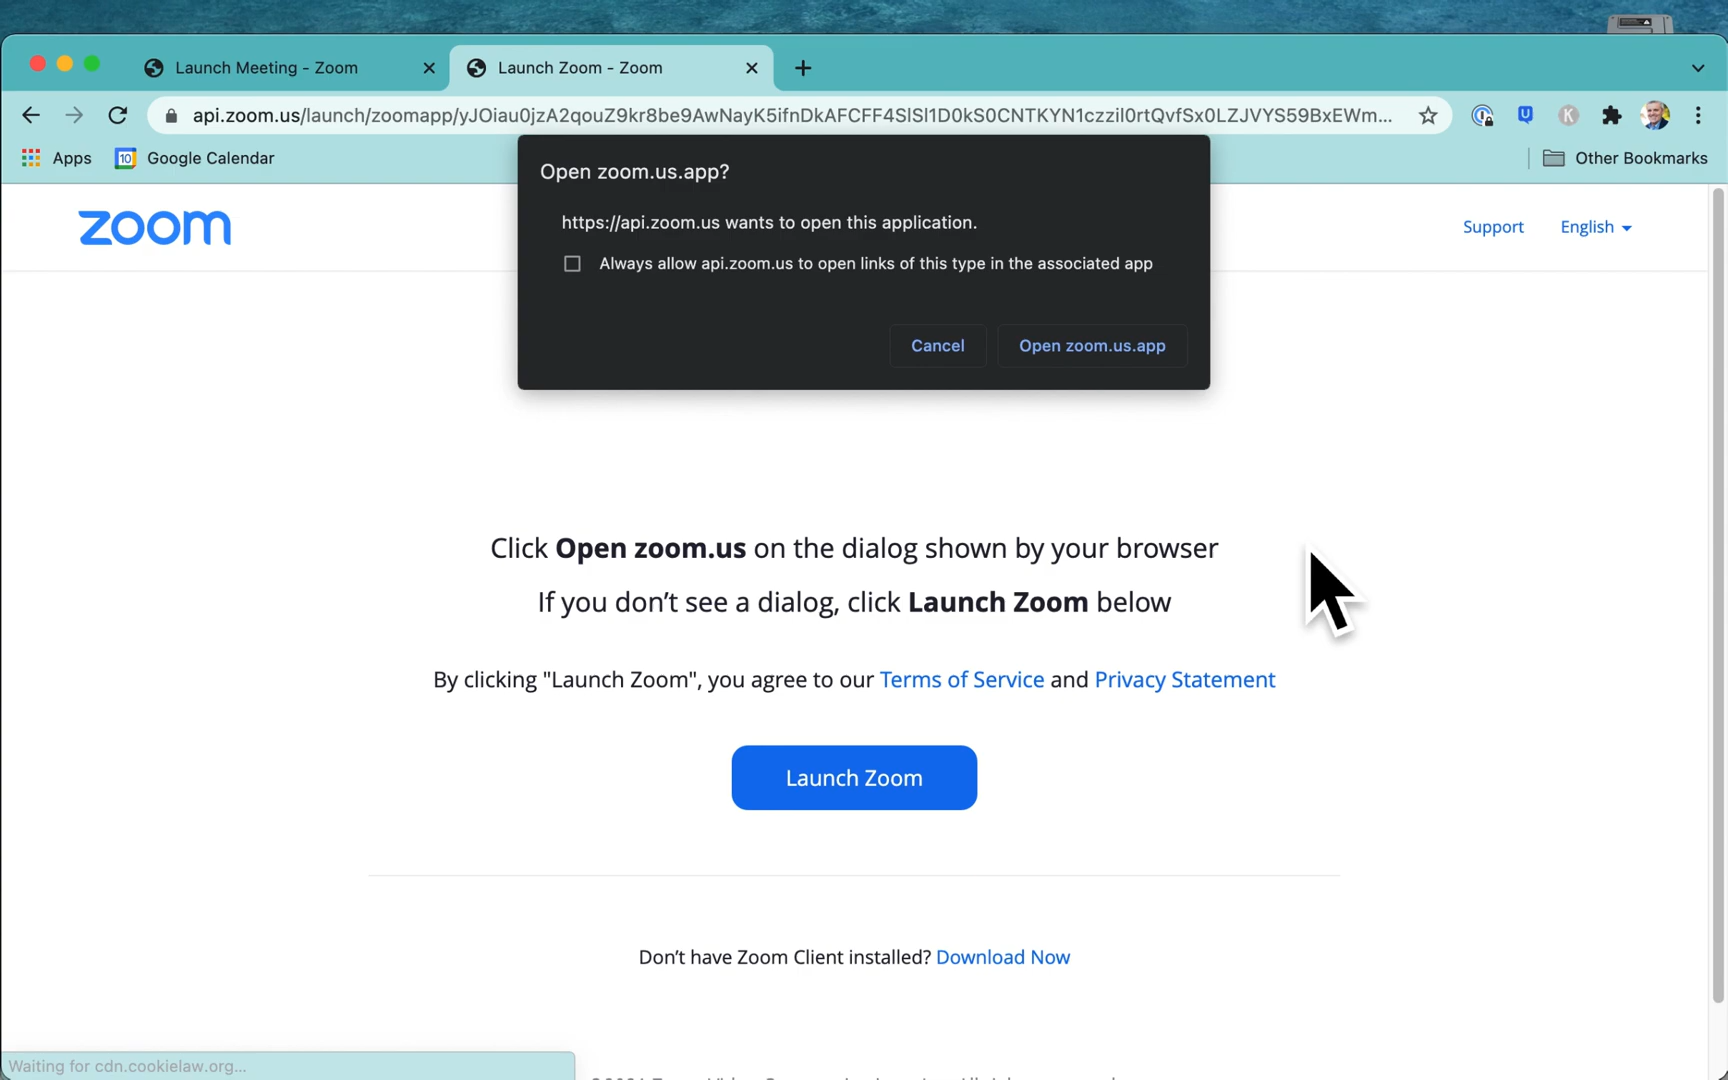 Launch Meeting - Zoom
Launch Zoom - Zoom
api.zoom.us/launch/zoomapp/yJOiau0jzA2qouZ9kr8be9AwNayK5ifnDkAFCFF4SlSl1D0kS0CNTKYN1czzil0rtQvfSx0LZJVYS59BxEWm...
Apps
10
Google Calendar
Other Bookmarks
Open zoom.us.app?
https://api.zoom.us wants to open this application.
Always allow api.zoom.us to open links of this type in the associated app
Cancel
Open zoom.us.app
zoom
Support
English
Click Open zoom.us on the dialog shown by your browser
If you don’t see a dialog, click Launch Zoom below
By clicking "Launch Zoom", you agree to our Terms of Service and Privacy Statement
Launch Zoom
Don’t have Zoom Client installed? Download Now
Waiting for cdn.cookielaw.org...